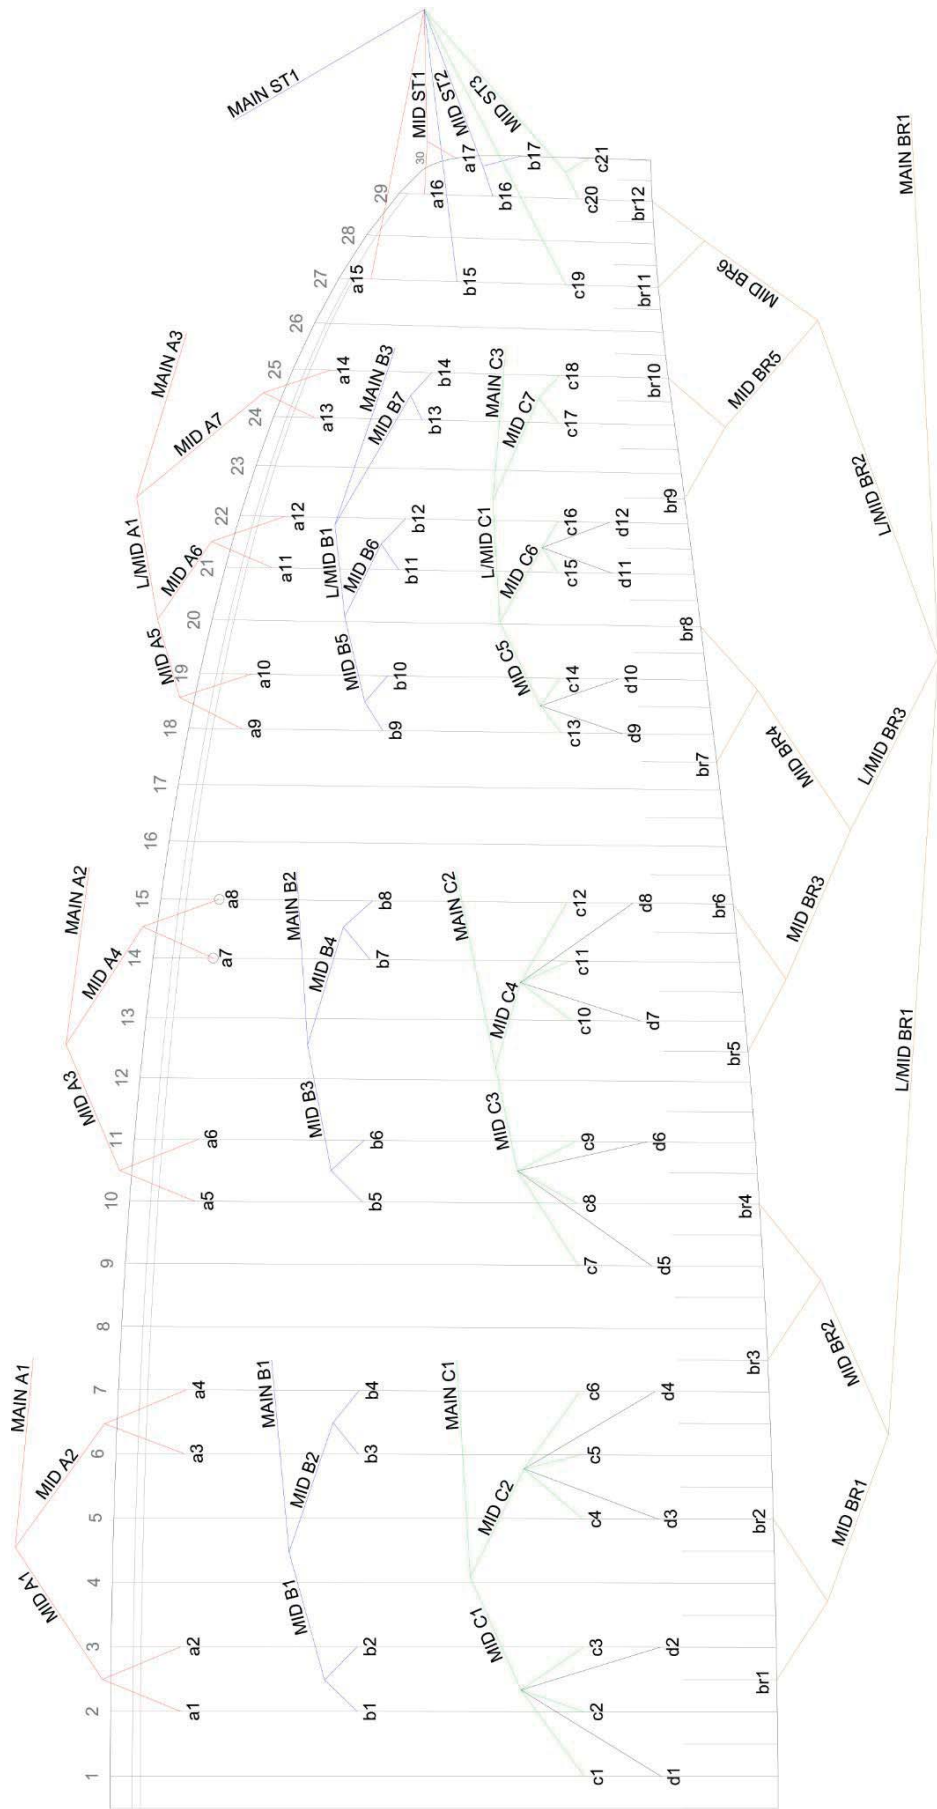 MAIN A1
MAIN A2
MAIN A3
MAIN ST1
MID A1
MID A2
MID A3
MID A4
MID A5
L/MID A1
MID A6
MID A7
MID ST1
MID ST2
MID ST3
1 2 3 4 5 6 7 8 9 10 11 12 13 14 15 16 17 18 19 20 21 22 23 24 25 26 27 28 29 30
a1 a2 a3 a4 a5 a6 a7 a8 a9 a10 a11 a12 a13 a14 a15 a16 a17
MAIN B1
MAIN B2
MAIN B3
MID B1
MID B2
MID B3
MID B4
MID B5
L/MID B1
MID B6
MID B7
b1 b2 b3 b4 b5 b6 b7 b8 b9 b10 b11 b12 b13 b14 b15 b16 b17
MAIN C1
MAIN C2
MAIN C3
MID C1
MID C2
MID C3
MID C4
MID C5
L/MID C1
MID C6
MID C7
c1 c2 c3 c4 c5 c6 c7 c8 c9 c10 c11 c12 c13 c14 c15 c16 c17 c18 c19 c20 c21
d1 d2 d3 d4 d5 d6 d7 d8 d9 d10 d11 d12
br1 br2 br3 br4 br5 br6 br7 br8 br9 br10 br11 br12
MID BR1
MID BR2
MID BR3
MID BR4
MID BR5
MID BR6
L/MID BR1
L/MID BR3
L/MID BR2
MAIN BR1